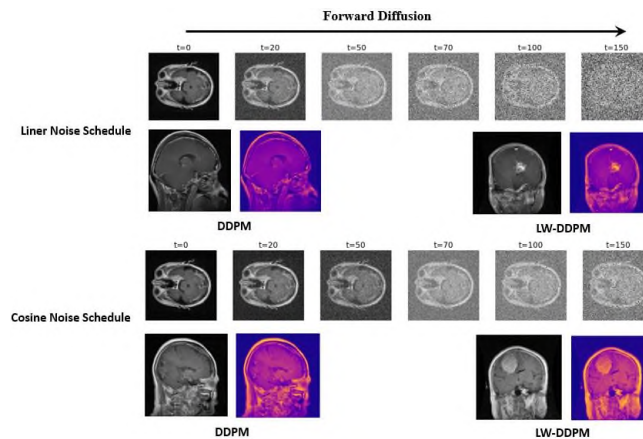 Forward Diffusion
t=0 t=20 t=50 t=70 t=100 t=150
Liner Noise Schedule
DDPM LW-DDPM
t=0 t=20 t=50 t=70 t=100 t=150
Cosine Noise Schedule
DDPM LW-DDPM